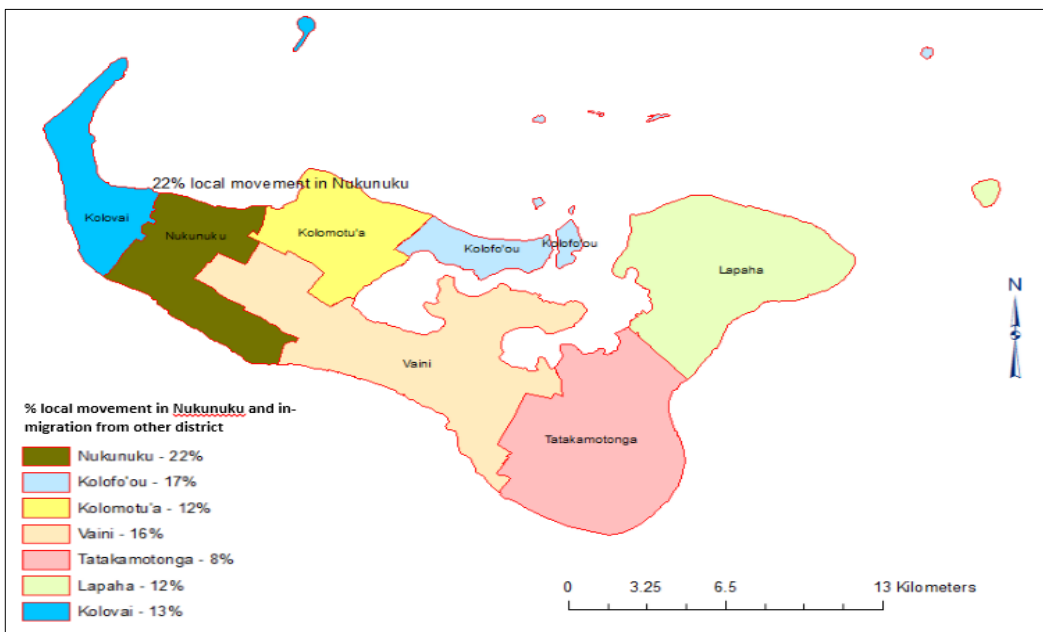 22% local movement in Nukunuku
Kolovai
Nukunuku
Kolomotu'a
Kolofo'ou
Kolofo'ou
Lapaha
N
Vaini
Tatakamotonga
% local movement in Nukunuku and in-
migration from other district
Nukunuku - 22%
Kolofo'ou - 17%
Kolomotu'a - 12%
Vaini - 16%
Tatakamotonga - 8%
Lapaha - 12%
Kolovai - 13%
0 3.25 6.5 13 Kilometers